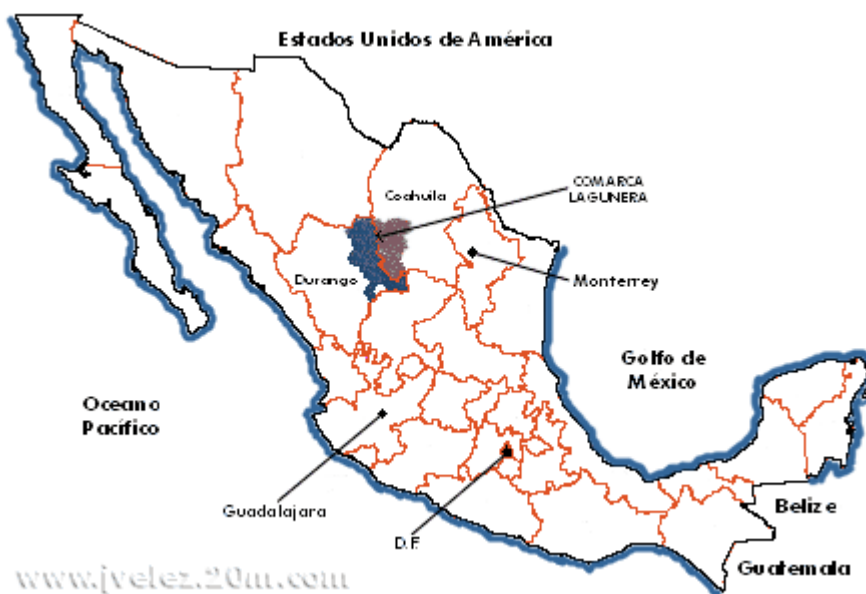 Estados Unidos de América
COMARCA
LAGUNERA
Coahuila
Durango
Monterrey
Golfo de
México
Oceano
Pacífico
Guadalajara
D.F.
Belize
Guatemala
www.jvelez.20m.com